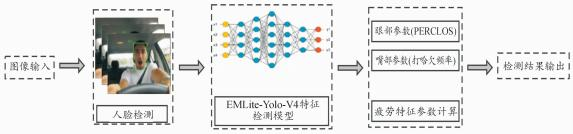 图像输入
人脸检测
EMLite-Yolo-V4特征
检测模型
眼部参数(PERCLOS)
嘴部参数(打哈欠频率)
疲劳特征参数计算
检测结果输出